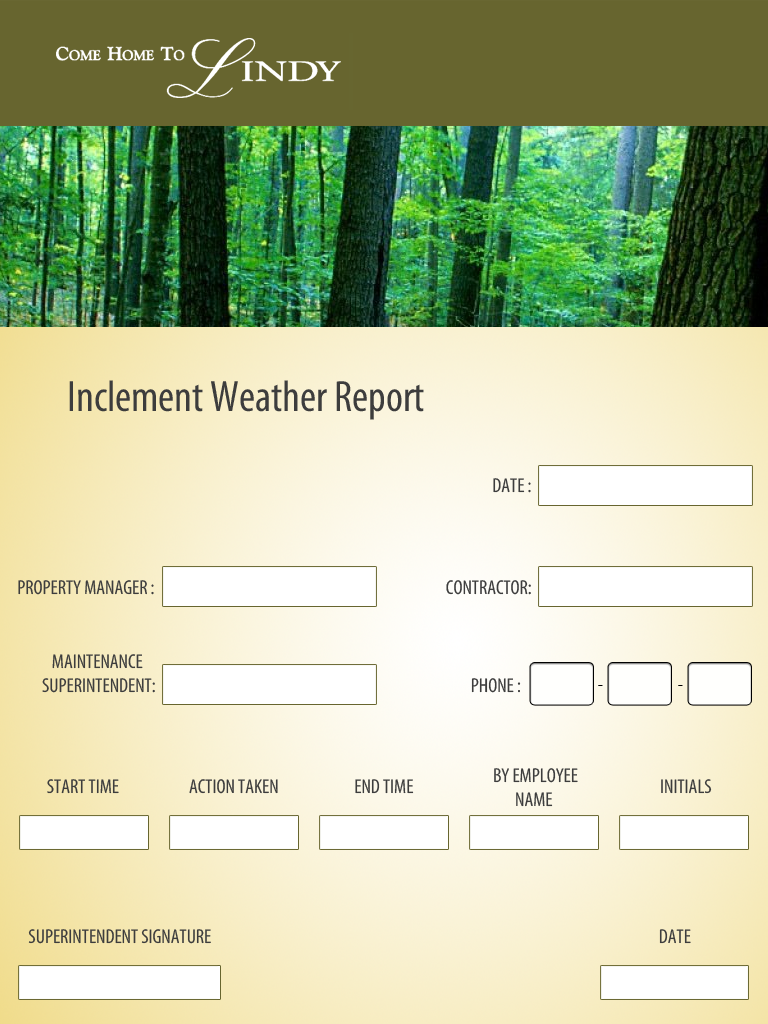 COME HOME TO LINDY
Inclement Weather Report
DATE :
PROPERTY MANAGER :
CONTRACTOR:
MAINTENANCE
SUPERINTENDENT:
PHONE :
- -
START TIME
ACTION TAKEN
END TIME
BY EMPLOYEE
NAME
INITIALS
SUPERINTENDENT SIGNATURE
DATE